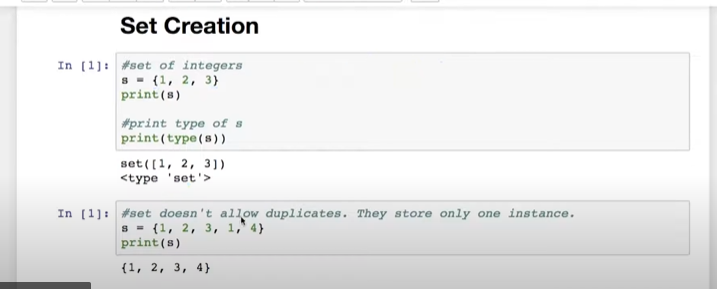 Set Creation
In [1]: #set of integers
s = {1, 2, 3}
print(s)
#print type of s
print(type(s))
set([1, 2, 3])
<type 'set'>
In [1]: #set doesn't allow duplicates. They store only one instance.
s = {1, 2, 3, 1, 4}
print(s)
{1, 2, 3, 4}